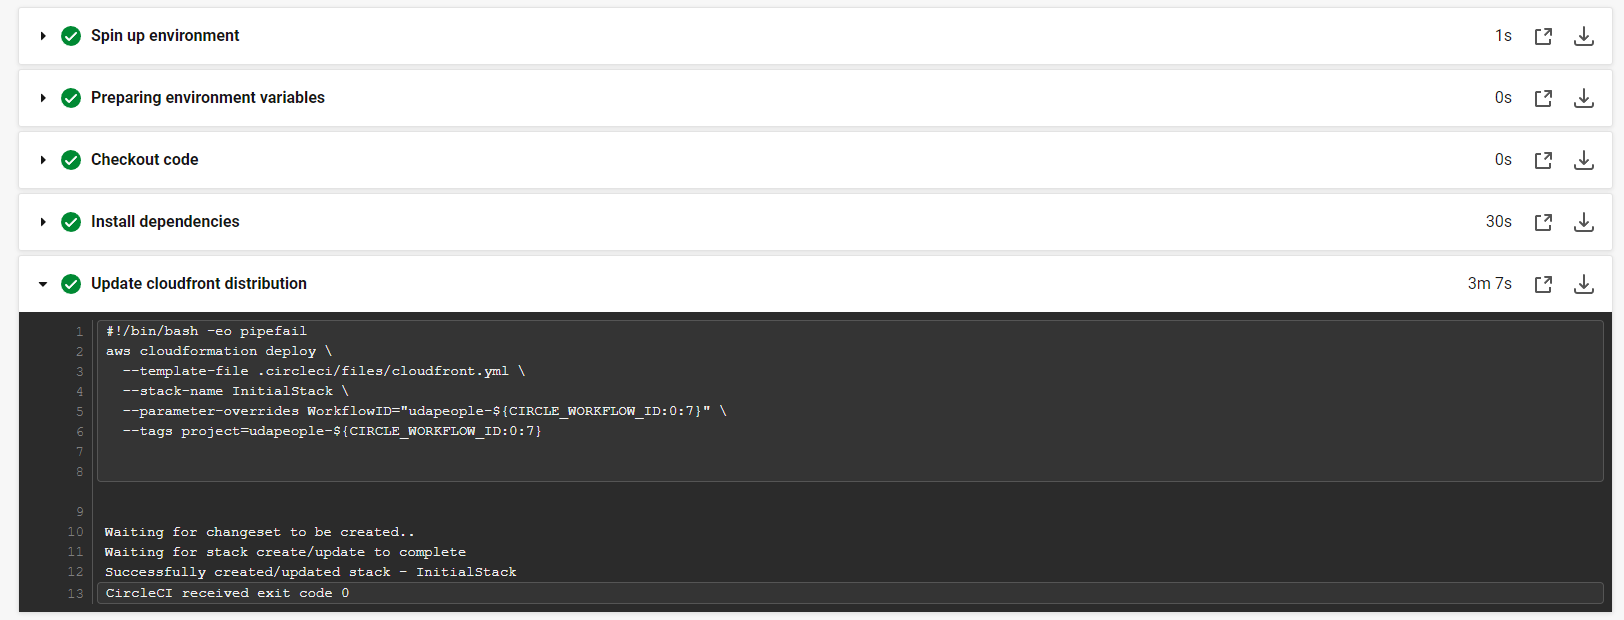 Spin up environment 1s
Preparing environment variables 0s
Checkout code 0s
Install dependencies 30s
Update cloudfront distribution 3m 7s
1 #!/bin/bash -eo pipefail
2 aws cloudformation deploy \
3   --template-file .circleci/files/cloudfront.yml \
4   --stack-name InitialStack \
5   --parameter-overrides WorkflowID="udapeople-${CIRCLE_WORKFLOW_ID:0:7}" \
6   --tags project=udapeople-${CIRCLE_WORKFLOW_ID:0:7}
7
8
9
10 Waiting for changeset to be created..
11 Waiting for stack create/update to complete
12 Successfully created/updated stack - InitialStack
13 CircleCI received exit code 0